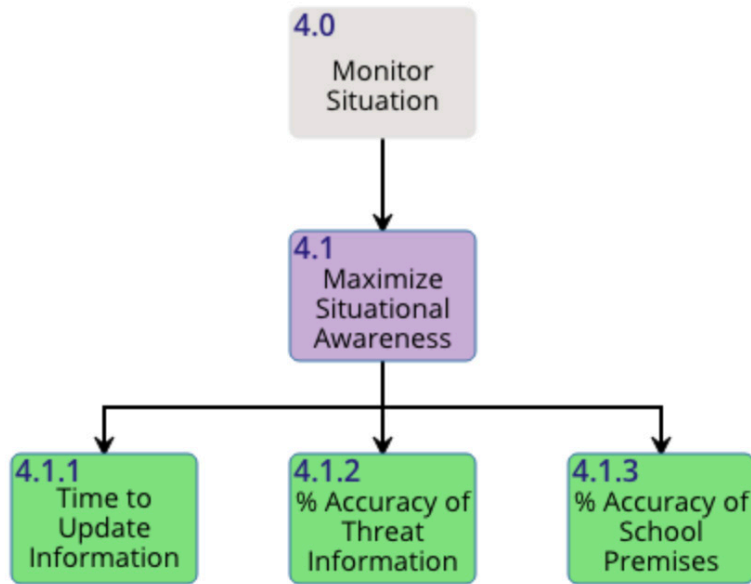 4.0
Monitor
Situation
4.1
Maximize
Situational
Awareness
4.1.1
Time to
Update
Information
4.1.2
% Accuracy of
Threat
Information
4.1.3
% Accuracy of
School
Premises